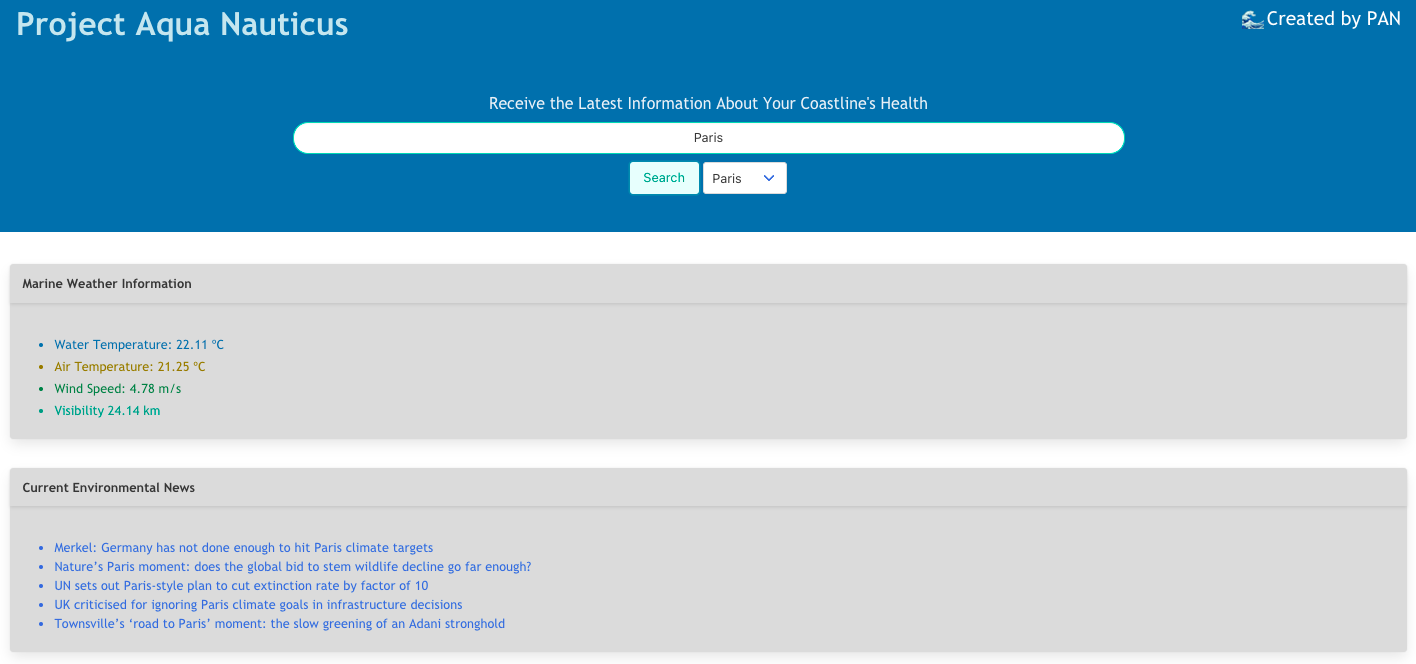 Project Aqua Nauticus
Created by PAN
Receive the Latest Information About Your Coastline's Health
Paris
Search
Paris
Marine Weather Information
Water Temperature: 22.11 ºC
Air Temperature: 21.25 ºC
Wind Speed: 4.78 m/s
Visibility 24.14 km
Current Environmental News
Merkel: Germany has not done enough to hit Paris climate targets
Nature’s Paris moment: does the global bid to stem wildlife decline go far enough?
UN sets out Paris-style plan to cut extinction rate by factor of 10
UK criticised for ignoring Paris climate goals in infrastructure decisions
Townsville’s ‘road to Paris’ moment: the slow greening of an Adani stronghold